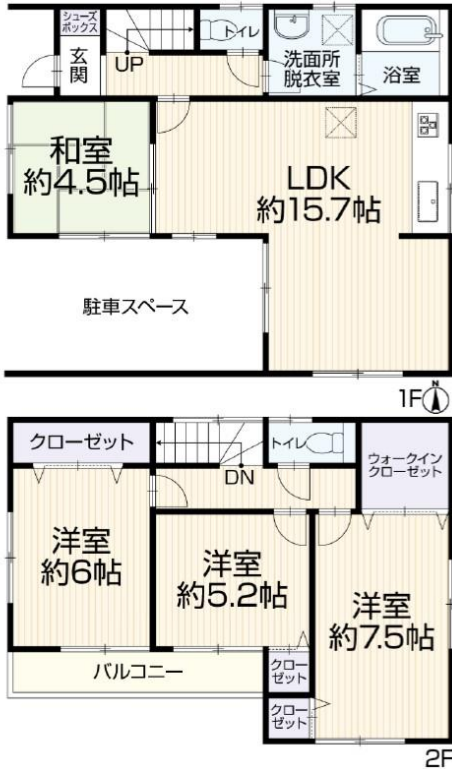 シューズ
ボックス
玄
関
UP
トイレ
洗面所
脱衣室
浴室
和室
約4.5帖
LDK
約15.7帖
駐車スペース
1F
N
クローゼット
DN
トイレ
ウォークイン
クローゼット
洋室
約6帖
洋室
約5.2帖
洋室
約7.5帖
バルコニー
クロー
ゼット
クロー
ゼット
2F